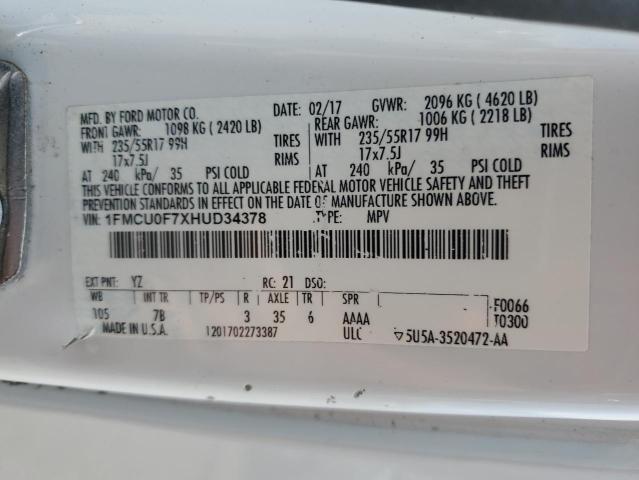 MFD. BY FORD MOTOR CO. DATE: 02/17 GVWR: 2096 KG ( 4620 LB)
FRONT GAWR: 1098 KG ( 2420 LB) REAR GAWR: 1006 KG ( 2218 LB)
WITH 235/55R17 99H TIRES WITH 235/55R17 99H TIRES
17x7.5J RIMS 17x7.5J RIMS
AT 240 kPa/ 35 PSI COLD AT 240 kPa/ 35 PSI COLD
THIS VEHICLE CONFORMS TO ALL APPLICABLE FEDERAL MOTOR VEHICLE SAFETY AND THEFT
PREVENTION STANDARDS IN EFFECT ON THE DATE OF MANUFACTURE SHOWN ABOVE.
VIN: 1FMCU0F7XHUD34378 TYPE: MPV
EXT PNT: YZ RC: 21 DSO:
WB INT TR TP/PS R AXLE TR SPR F0066
105 7B 3 35 6 AAAA T0300
MADE IN U.S.A. 1201702273387 ULC 5U5A-3520472-AA